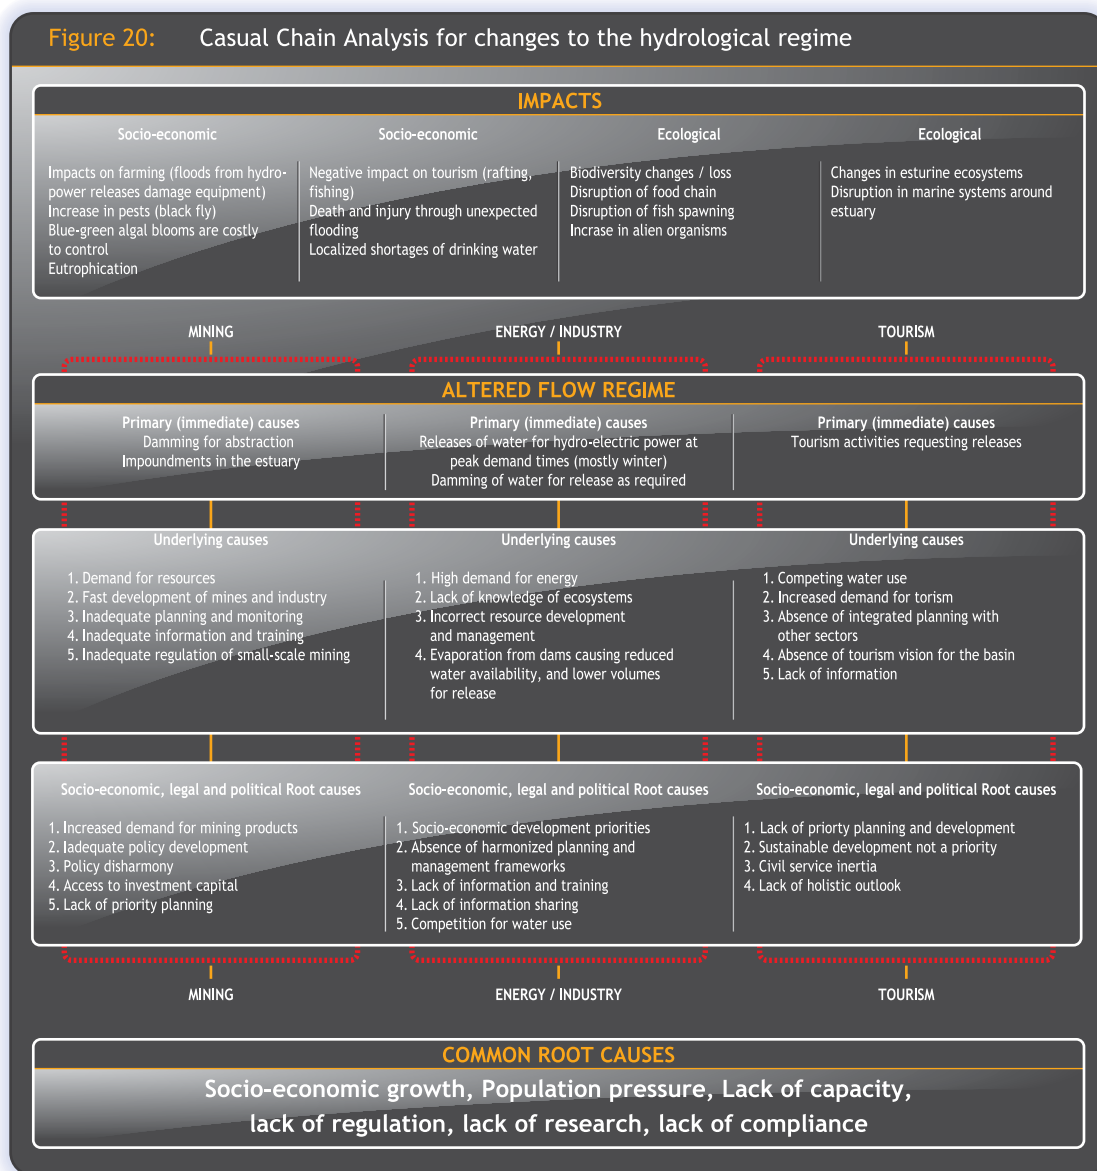 Figure 20: Casual Chain Analysis for changes to the hydrological regime
IMPACTS
Socio-economic
Impacts on farming (floods from hydro-
power releases damage equipment)
Increase in pests (black fly)
Blue-green algal blooms are costly
to control
Eutrophication
Socio-economic
Negative impact on tourism (rafting,
fishing)
Death and injury through unexpected
flooding
Localized shortages of drinking water
Ecological
Biodiversity changes / loss
Disruption of food chain
Disruption of fish spawning
Incrase in alien organisms
Ecological
Changes in esturine ecosystems
Disruption in marine systems around
estuary
MINING
ENERGY / INDUSTRY
TOURISM
ALTERED FLOW REGIME
Primary (immediate) causes
Damming for abstraction
Impoundments in the estuary
Primary (immediate) causes
Releases of water for hydro-electric power at
peak demand times (mostly winter)
Damming of water for release as required
Primary (immediate) causes
Tourism activities requesting releases
Underlying causes
1. Demand for resources
2. Fast development of mines and industry
3. Inadequate planning and monitoring
4. Inadequate information and training
5. Inadequate regulation of small-scale mining
Underlying causes
1. High demand for energy
2. Lack of knowledge of ecosystems
3. Incorrect resource development
and management
4. Evaporation from dams causing reduced
water availability, and lower volumes
for release
Underlying causes
1. Competing water use
2. Increased demand for torism
3. Absence of integrated planning with
other sectors
4. Absence of tourism vision for the basin
5. Lack of information
Socio-economic, legal and political Root causes
1. Increased demand for mining products
2. Iadequate policy development
3. Policy disharmony
4. Access to investment capital
5. Lack of priority planning
Socio-economic, legal and political Root causes
1. Socio-economic development priorities
2. Absence of harmonized planning and
management frameworks
3. Lack of information and training
4. Lack of information sharing
5. Competition for water use
Socio-economic, legal and political Root causes
1. Lack of priorty planning and development
2. Sustainable development not a priority
3. Civil service inertia
4. Lack of holistic outlook
MINING
ENERGY / INDUSTRY
TOURISM
COMMON ROOT CAUSES
Socio-economic growth, Population pressure, Lack of capacity,
lack of regulation, lack of research, lack of compliance